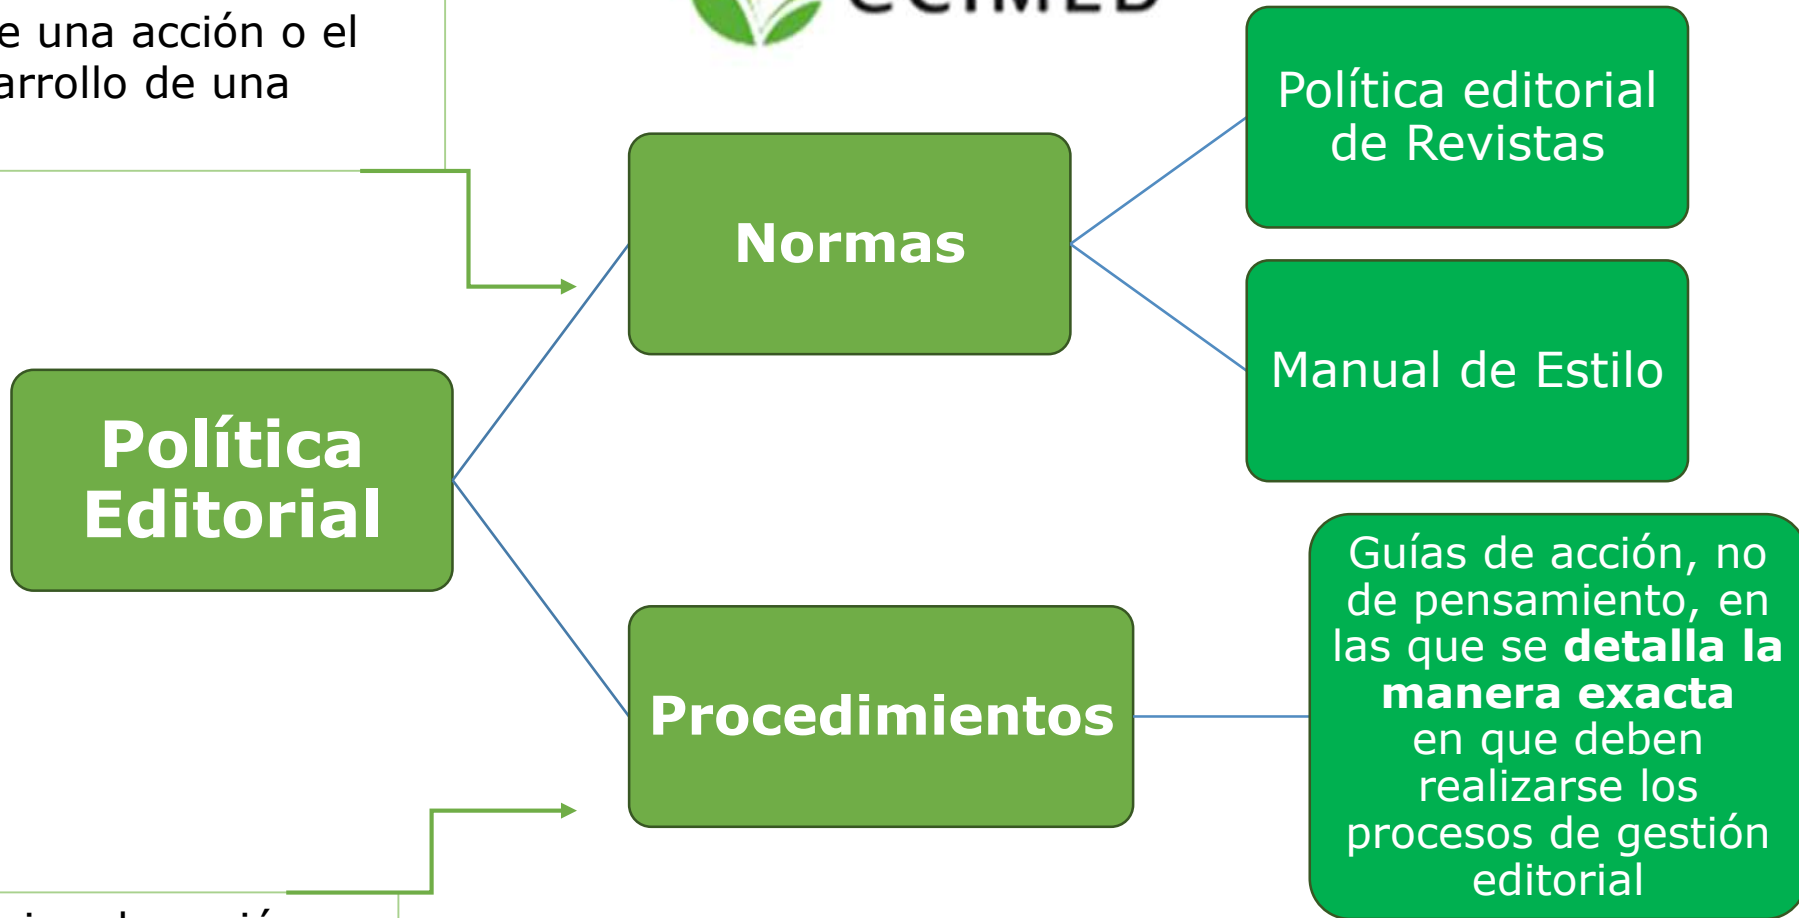 e una acción o el
arrollo de una
Política
Editorial
Normas
Procedimientos
Política editorial
de Revistas
Manual de Estilo
Guías de acción, no
de pensamiento, en
las que se detalla la
manera exacta
en que deben
realizarse los
procesos de gestión
editorial